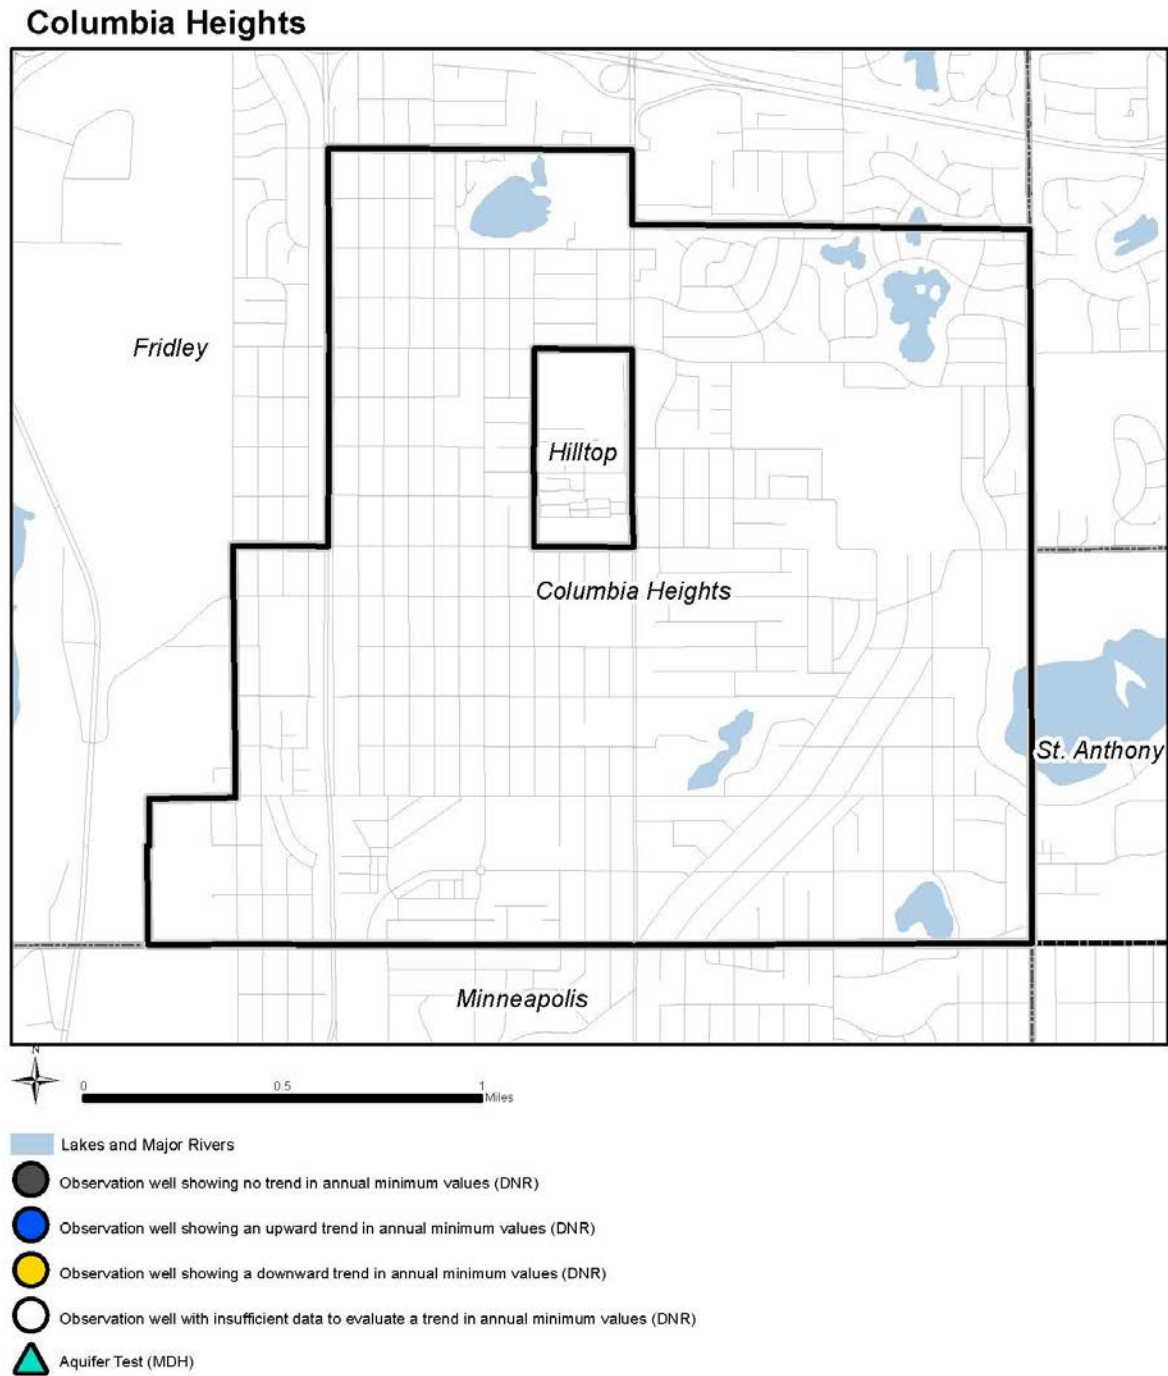 Columbia Heights
Fridley
Hilltop
Columbia Heights
St. Anthony
Minneapolis
N
0 0.5 1
Miles
Lakes and Major Rivers
Observation well showing no trend in annual minimum values (DNR)
Observation well showing an upward trend in annual minimum values (DNR)
Observation well showing a downward trend in annual minimum values (DNR)
Observation well with insufficient data to evaluate a trend in annual minimum values (DNR)
Aquifer Test (MDH)